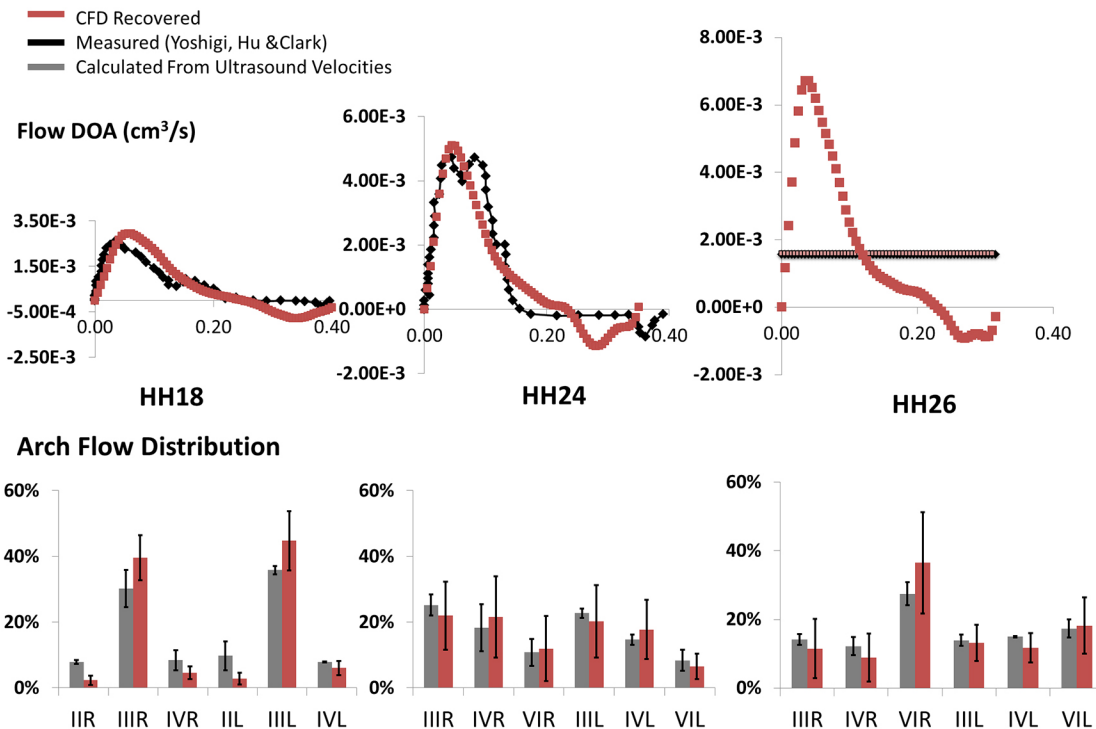 CFD Recovered
Measured (Yoshigi, Hu &Clark)
Calculated From Ultrasound Velocities
Flow DOA (cm³/s)
3.50E-3
1.50E-3
-5.00E-4
-2.50E-3
0.00
0.20
0.40
HH18
6.00E-3
4.00E-3
2.00E-3
0.00E+0
-2.00E-3
0.00
0.20
0.40
HH24
8.00E-3
6.00E-3
4.00E-3
2.00E-3
0.00E+0
-2.00E-3
0.00
0.20
0.40
HH26
Arch Flow Distribution
60%
40%
20%
0%
IIR IIIR IVR IIL IIIL IVL
60%
40%
20%
0%
IIIR IVR VIR IIIL IVL VIL
60%
40%
20%
0%
IIIR IVR VIR IIIL IVL VIL